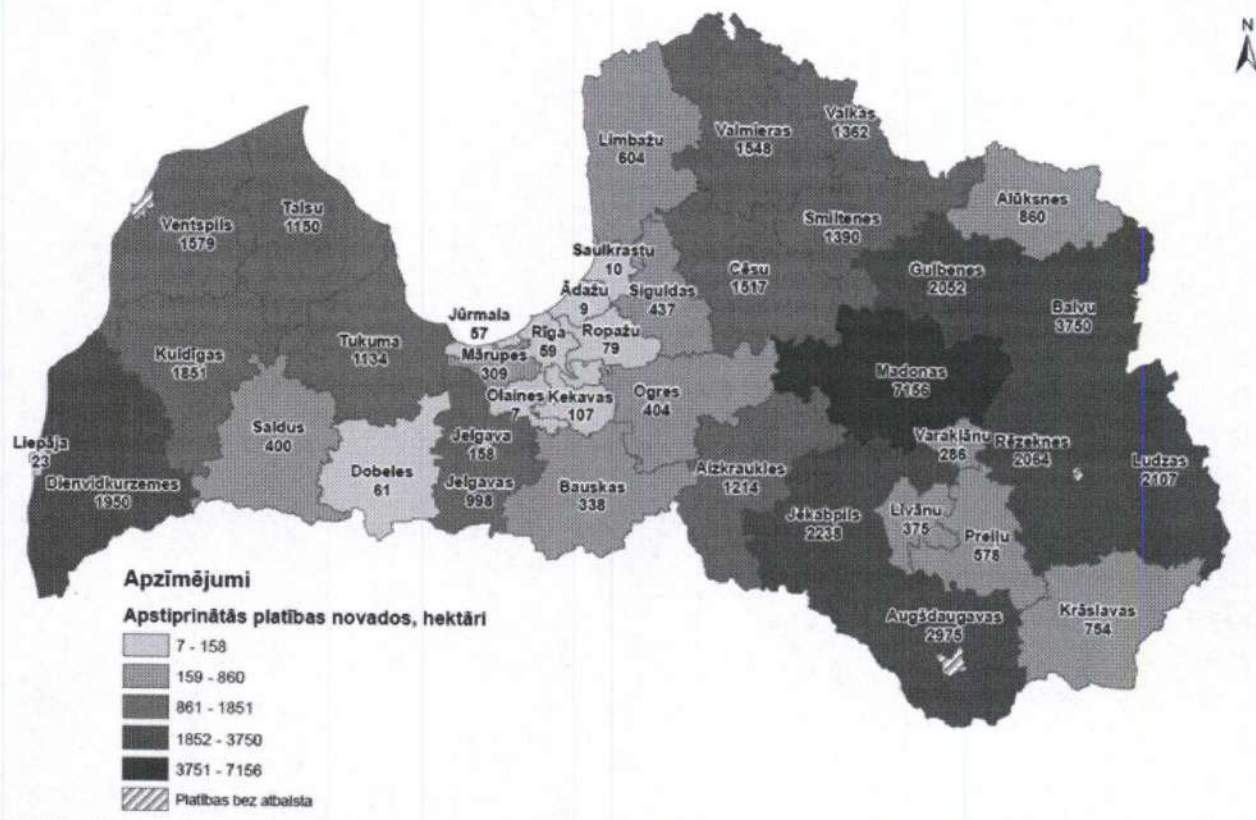 N
Limbažu
604
Valmieras
1548
Valkas
1362
Alūksnes
860
Ventspils
1579
Talsu
1150
Smiltenes
1390
Saulkrastu
10
Ādažu
9
Siguldas
437
Cēsu
1517
Gulbenes
2052
Balvu
3750
Jūrmala
57
Rīga
59
Ropažu
79
Tukuma
1134
Mārupes
309
Kuldīgas
1851
Madonas
7156
Olaines
7
Ķekavas
107
Ogres
404
Saldus
400
Liepāja
23
Dienvidkurzemes
1950
Dobeles
61
Jelgava
158
Jelgavas
998
Bauskas
338
Aizkraukles
1214
Varakļānu
286
Rēzeknes
2064
Ludzas
2107
Jēkabpils
2235
Līvānu
375
Preiļu
578
Augšdaugavas
2975
Krāslavas
754
Apzīmējumi
Apstiprinātās platības novados, hektāri
7 - 158
159 - 860
861 - 1851
1852 - 3750
3751 - 7156
Platības bez atbalsta